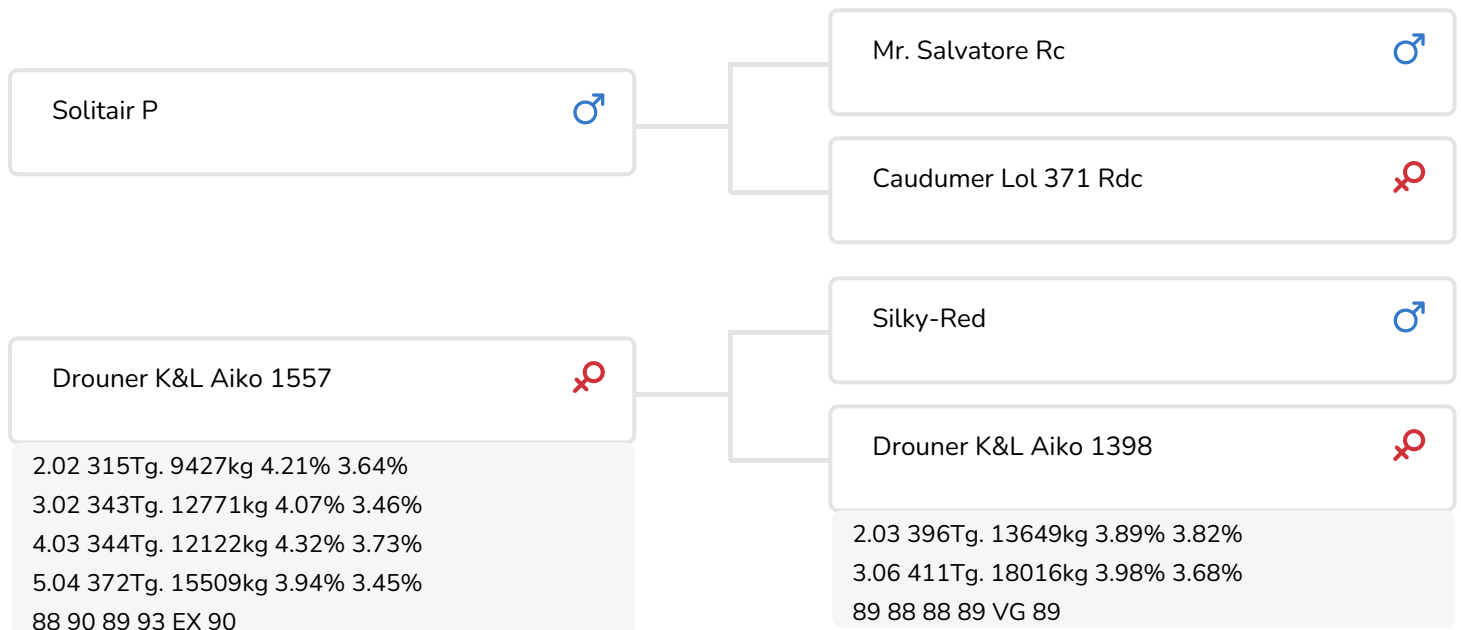 Solitair P
Mr. Salvatore Rc
Caudumer Lol 371 Rdc
Drouner K&L Aiko 1557
2.02 315Tg. 9427kg 4.21% 3.64%
3.02 343Tg. 12771kg 4.07% 3.46%
4.03 344Tg. 12122kg 4.32% 3.73%
5.04 372Tg. 15509kg 3.94% 3.45%
88 90 89 93 EX 90
Silky-Red
Drouner K&L Aiko 1398
2.03 396Tg. 13649kg 3.89% 3.82%
3.06 411Tg. 18016kg 3.98% 3.68%
89 88 88 89 VG 89